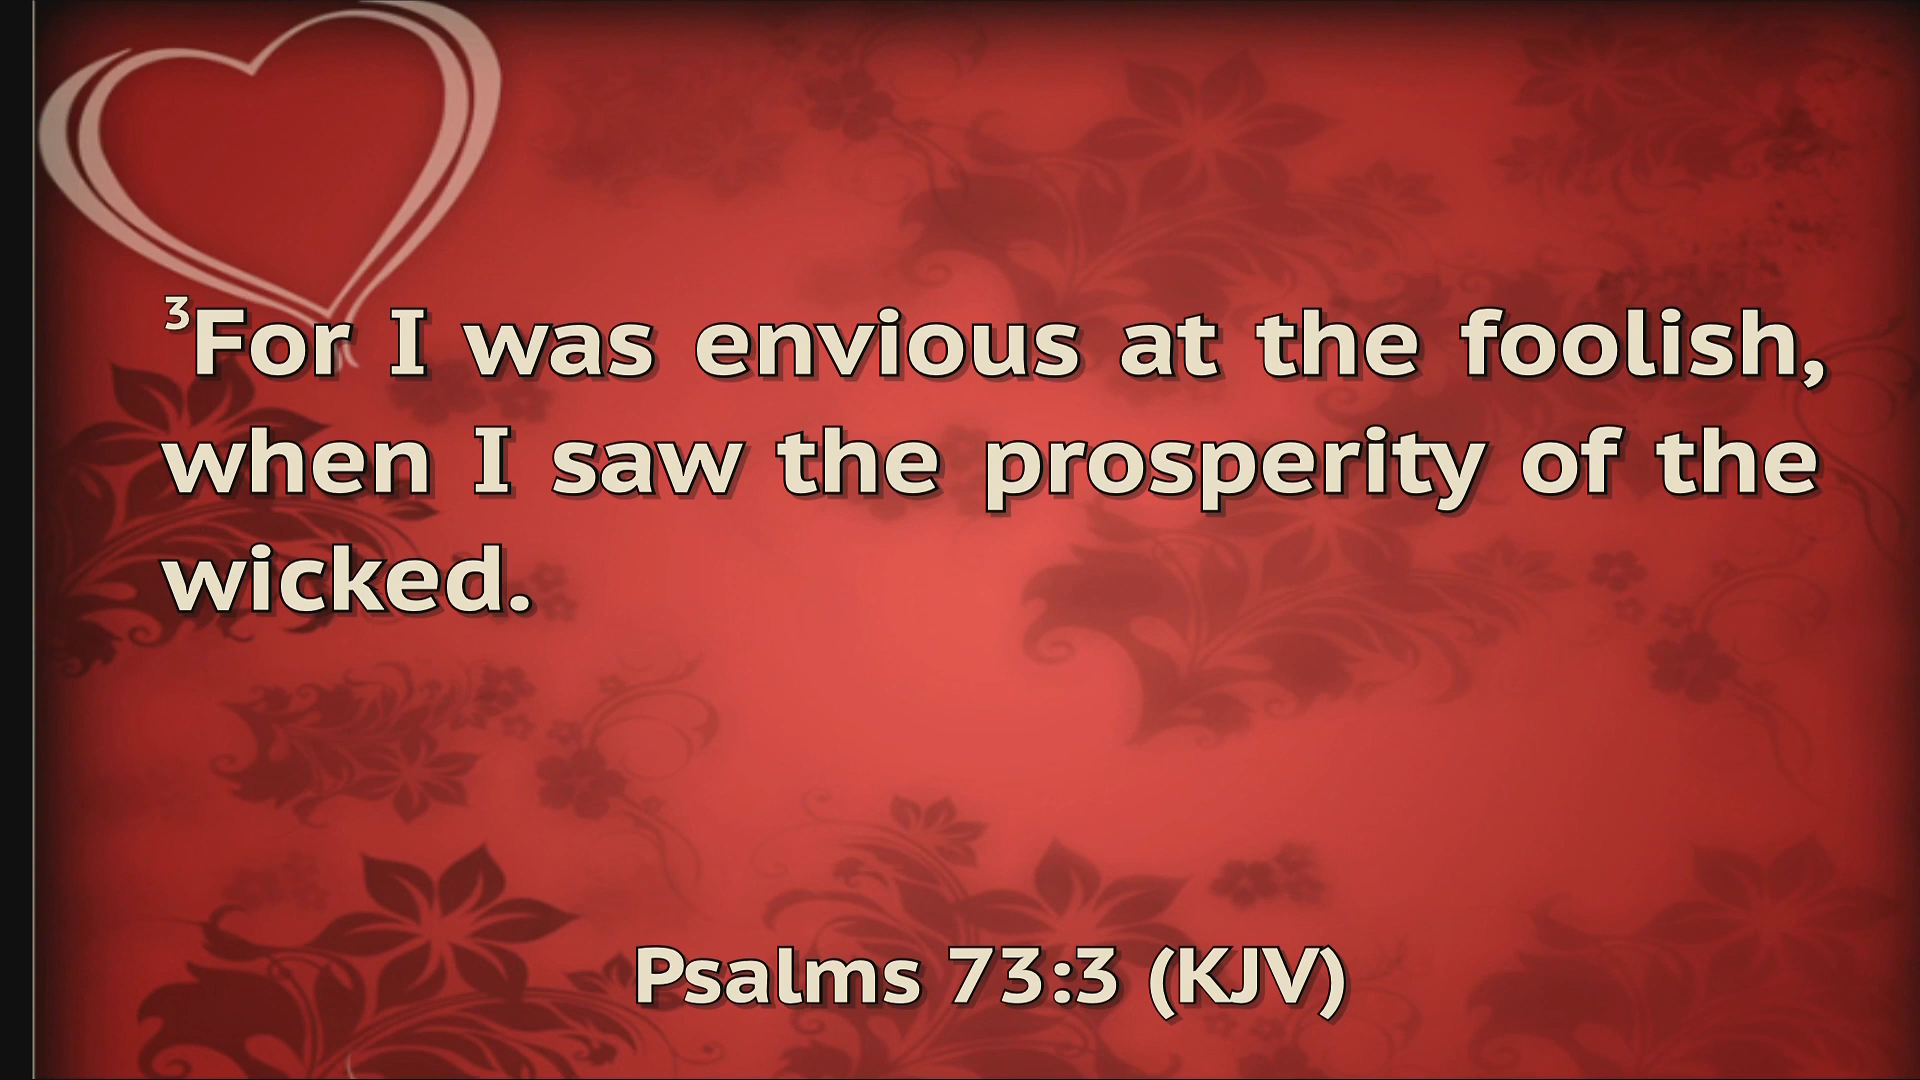 3For I was envious at the foolish,
when I saw the prosperity of the
wicked.
Psalms 73:3 (KJV)